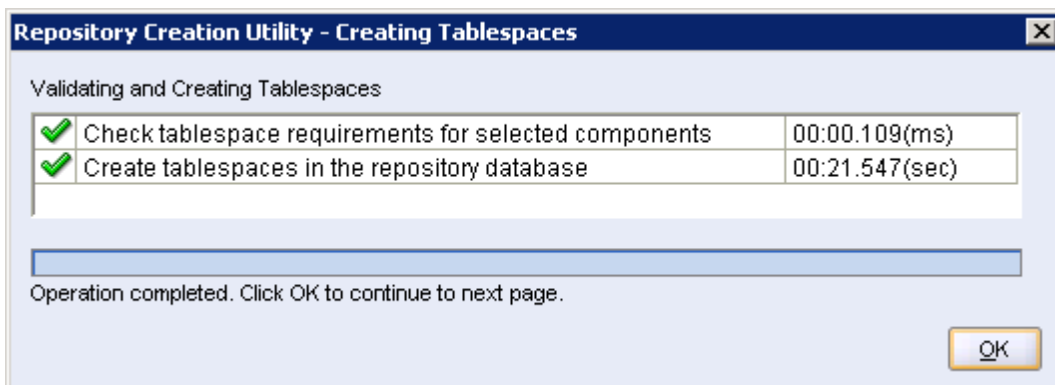 Repository Creation Utility - Creating Tablespaces
Validating and Creating Tablespaces
Check tablespace requirements for selected components 00:00.109(ms)
Create tablespaces in the repository database 00:21.547(sec)
Operation completed. Click OK to continue to next page.
OK